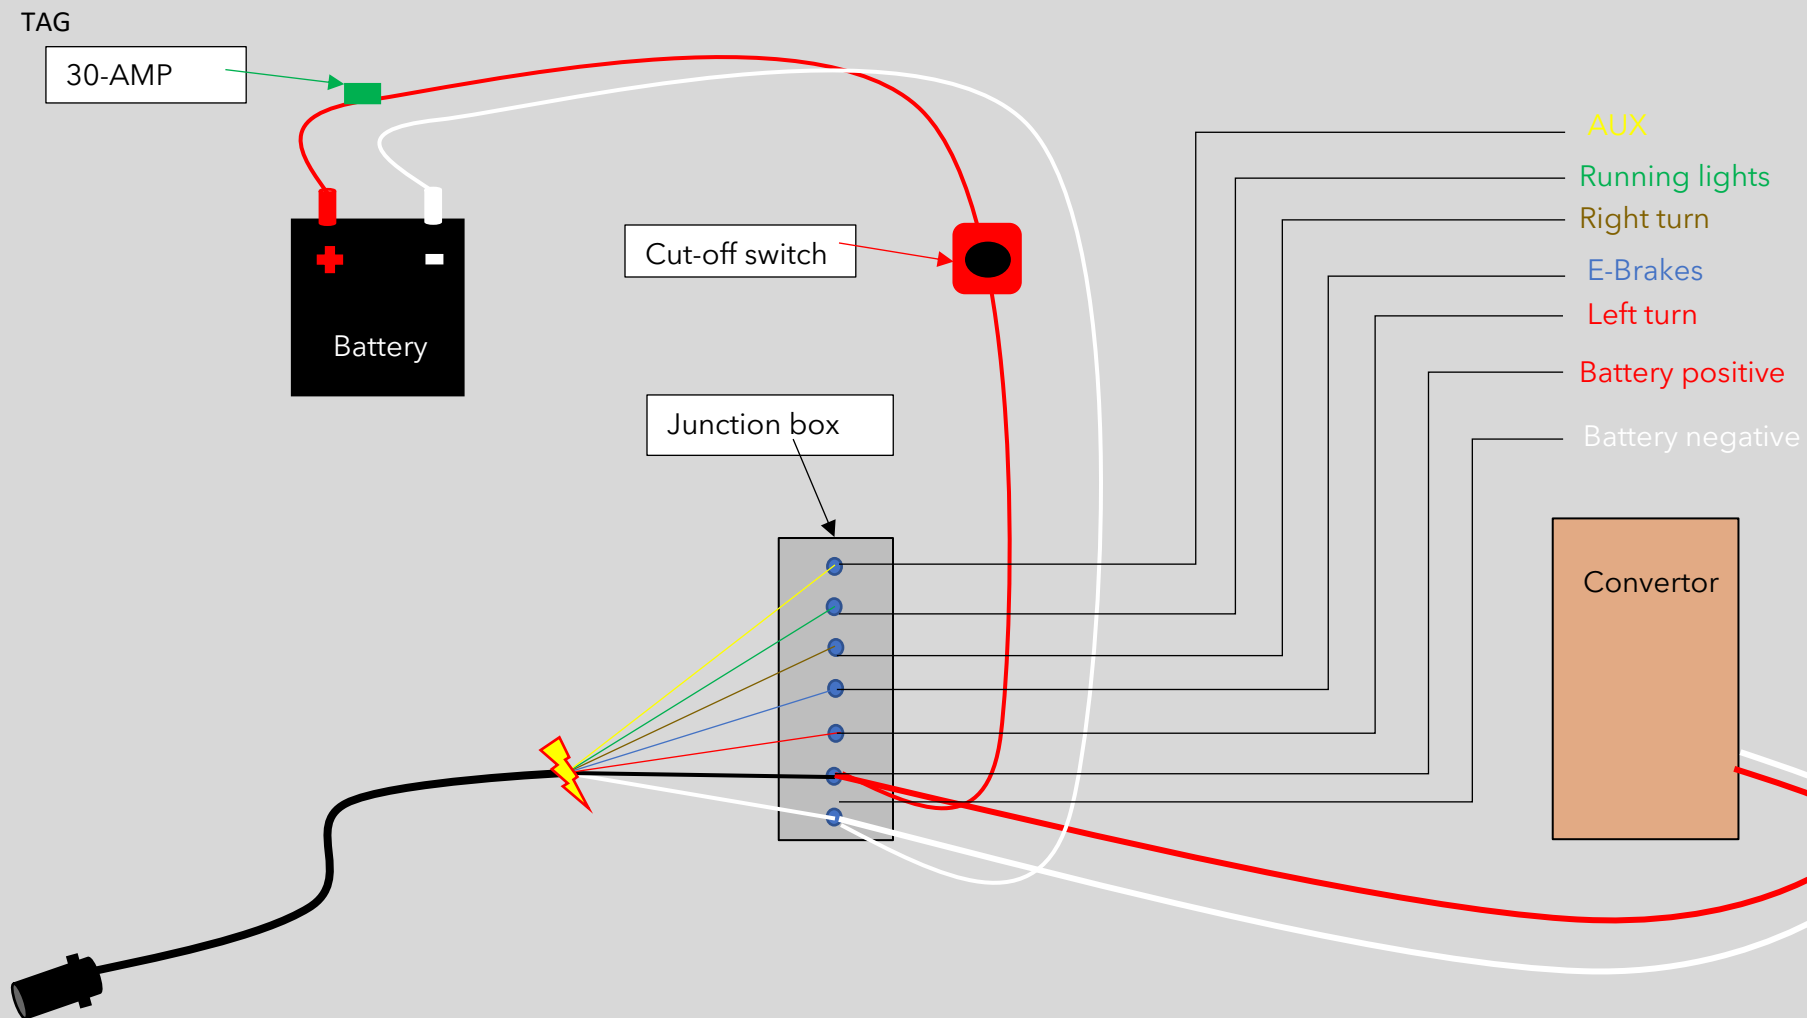 TAG
30-AMP
AUX
Running lights
Right turn
Cut-off switch
E-Brakes
Left turn
Battery
Battery positive
Junction box
Battery negative
Convertor